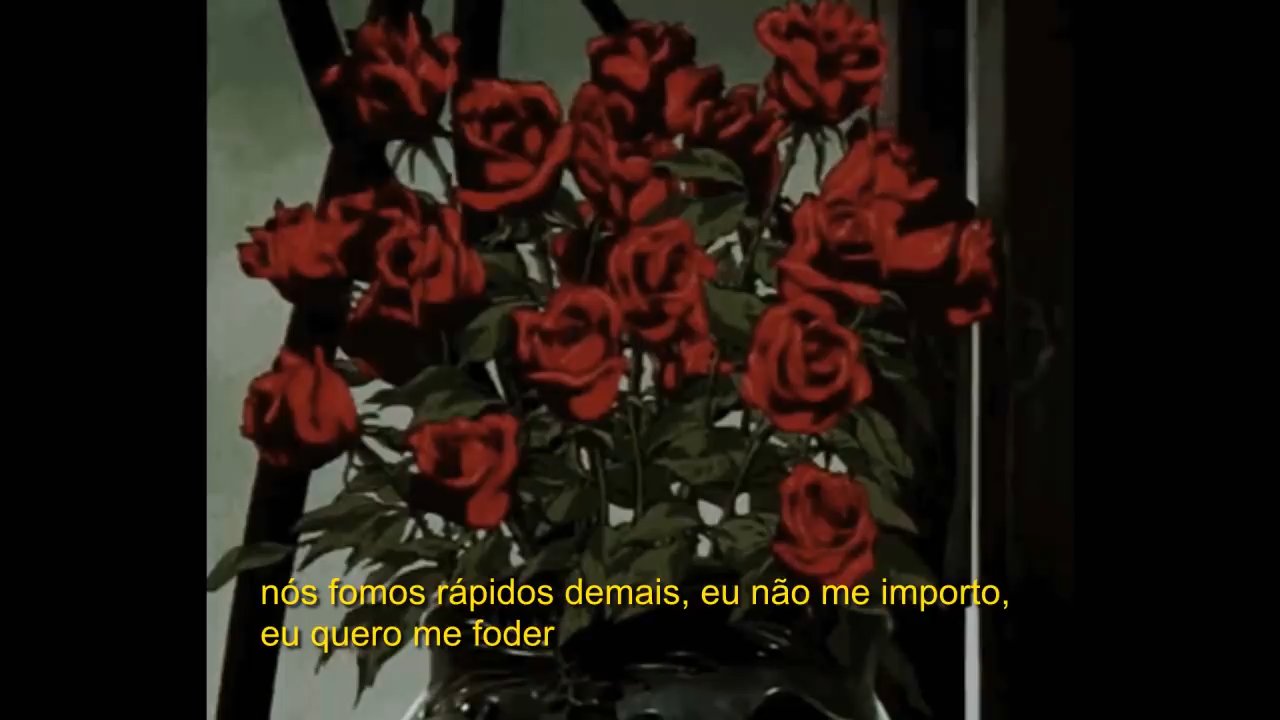 nós fomos rápidos demais, eu não me importo,
eu quero me foder